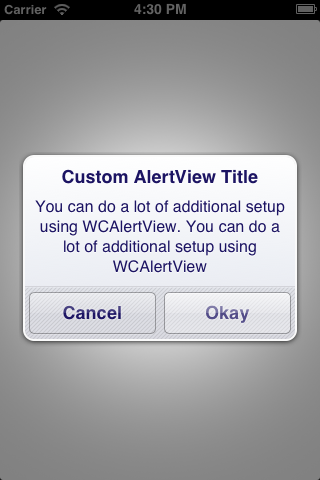 Carrier 4:30 PM
Custom AlertView Title
You can do a lot of additional setup
using WCAlertView. You can do a
lot of additional setup using
WCAlertView
Cancel Okay